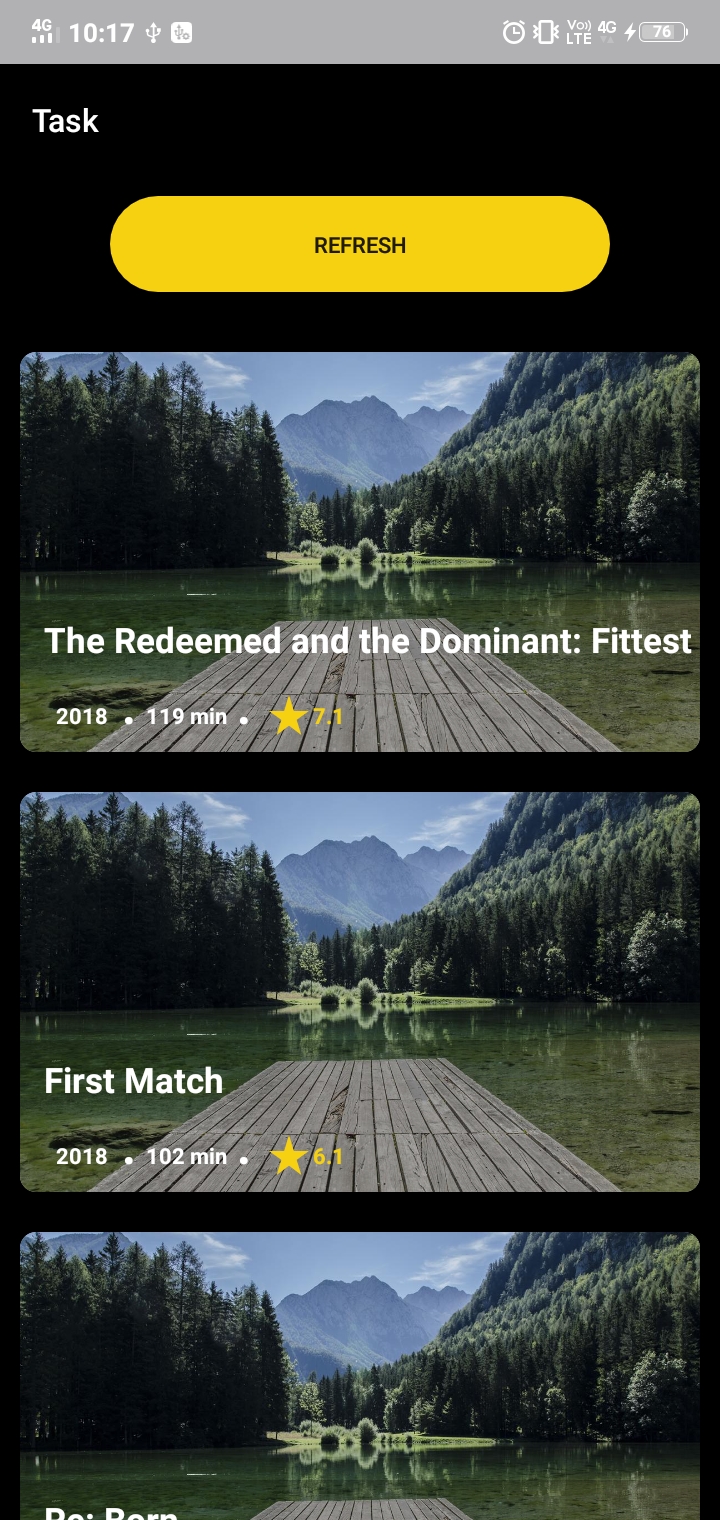 4G 10:17 Vo)) LTE 4G 76
Task
REFRESH
The Redeemed and the Dominant: Fittest
2018 • 119 min • 7.1
First Match
2018 • 102 min • 6.1
Re: Born